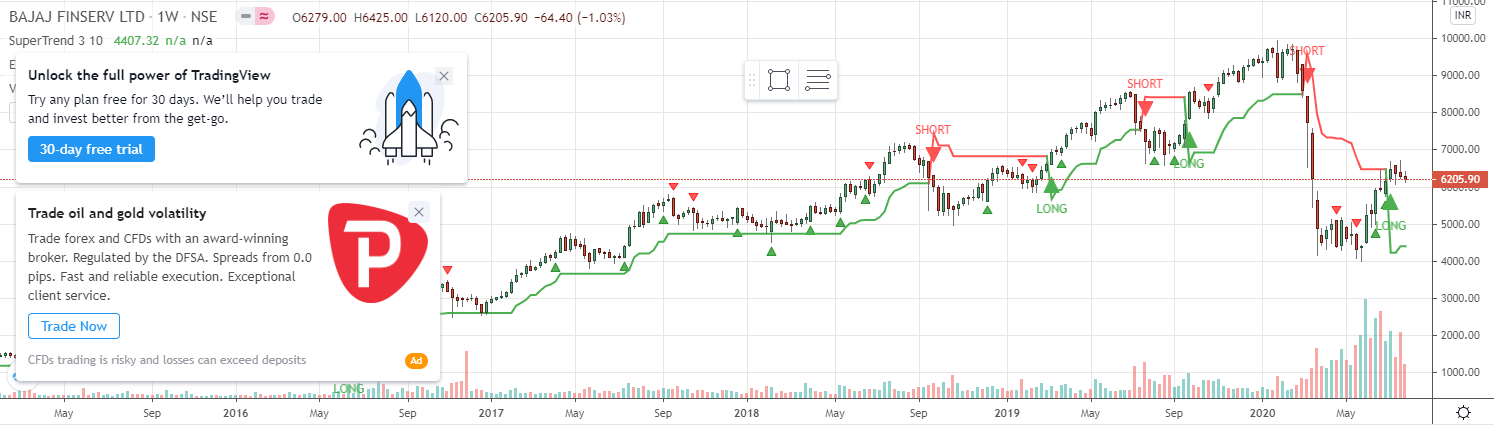 BAJAJ FINSERV LTD · 1W · NSE O6279.00 H6425.00 L6120.00 C6205.90 −64.40 (−1.03%)
SuperTrend 3 10 4407.32 n/a n/a
E
V
Unlock the full power of TradingView
Try any plan free for 30 days. We'll help you trade
and invest better from the get-go.
30-day free trial
Trade oil and gold volatility
Trade forex and CFDs with an award-winning
broker. Regulated by the DFSA. Spreads from 0.0
pips. Fast and reliable execution. Exceptional
client service.
Trade Now
CFDs trading is risky and losses can exceed deposits
Ad
P
LONG
SHORT
LONG
SHORT
LONG
SHORT
LONG
11000.00
INR
10000.00
9000.00
8000.00
7000.00
6205.90
6000.00
5000.00
4000.00
3000.00
2000.00
1000.00
0.00
May Sep 2016 May Sep 2017 May Sep 2018 May Sep 2019 May Sep 2020 May